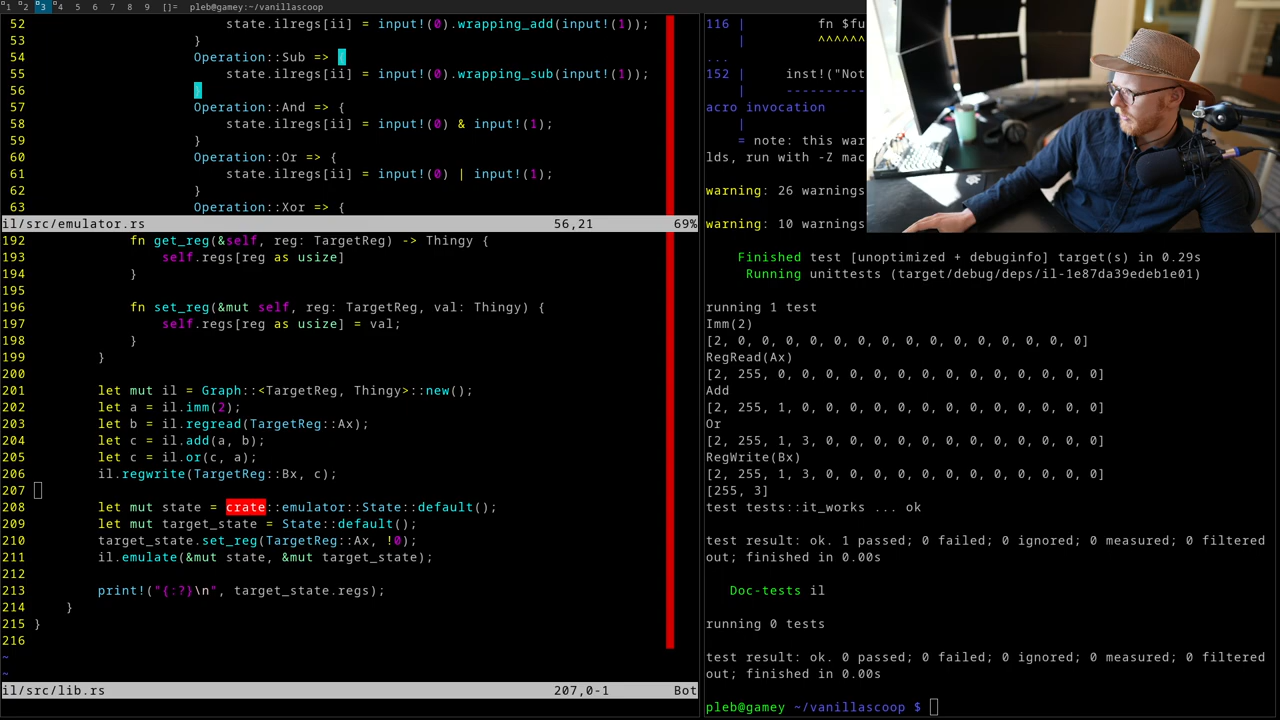 1 2 3 4 5 6 7 8 9 []= pleb@gamey:~/vanillascoop
52 state.ilregs[ii] = input!(0).wrapping_add(input!(1));
53 }
54 Operation::Sub => {
55 state.ilregs[ii] = input!(0).wrapping_sub(input!(1));
56 }
57 Operation::And => {
58 state.ilregs[ii] = input!(0) & input!(1);
59 }
60 Operation::Or => {
61 state.ilregs[ii] = input!(0) | input!(1);
62 }
63 Operation::Xor => {
il/src/emulator.rs 56,21 69%
192 fn get_reg(&self, reg: TargetReg) -> Thingy {
193 self.regs[reg as usize]
194 }
195
196 fn set_reg(&mut self, reg: TargetReg, val: Thingy) {
197 self.regs[reg as usize] = val;
198 }
199 }
200
201 let mut il = Graph::<TargetReg, Thingy>::new();
202 let a = il.imm(2);
203 let b = il.regread(TargetReg::Ax);
204 let c = il.add(a, b);
205 let c = il.or(c, a);
206 il.regwrite(TargetReg::Bx, c);
207
208 let mut state = crate::emulator::State::default();
209 let mut target_state = State::default();
210 target_state.set_reg(TargetReg::Ax, !0);
211 il.emulate(&mut state, &mut target_state);
212
213 print!("{:?}\n", target_state.regs);
214 }
215 }
216
~
~
il/src/lib.rs 207,0-1 Bot
116 | fn $fu
| ^^^^^^
...
152 | inst!("Not
| ----------
acro invocation
|
= note: this war
lds, run with -Z mac
warning: 26 warnings
warning: 10 warnings
Finished test [unoptimized + debuginfo] target(s) in 0.29s
Running unittests (target/debug/deps/il-1e87da39edeb1e01)
running 1 test
Imm(2)
[2, 0, 0, 0, 0, 0, 0, 0, 0, 0, 0, 0, 0, 0, 0, 0]
RegRead(Ax)
[2, 255, 0, 0, 0, 0, 0, 0, 0, 0, 0, 0, 0, 0, 0, 0]
Add
[2, 255, 1, 0, 0, 0, 0, 0, 0, 0, 0, 0, 0, 0, 0, 0]
Or
[2, 255, 1, 3, 0, 0, 0, 0, 0, 0, 0, 0, 0, 0, 0, 0]
RegWrite(Bx)
[2, 255, 1, 3, 0, 0, 0, 0, 0, 0, 0, 0, 0, 0, 0, 0]
[255, 3]
test tests::it_works ... ok
test result: ok. 1 passed; 0 failed; 0 ignored; 0 measured; 0 filtered
out; finished in 0.00s
Doc-tests il
running 0 tests
test result: ok. 0 passed; 0 failed; 0 ignored; 0 measured; 0 filtered
out; finished in 0.00s
pleb@gamey ~/vanillascoop $